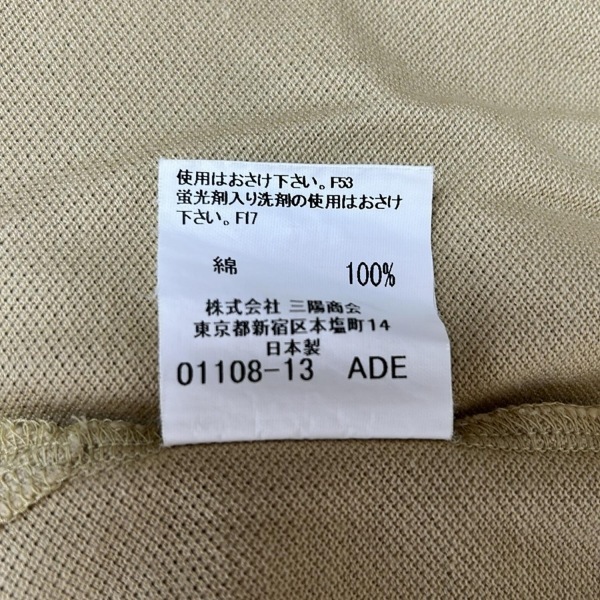 使用はおさけ下さい。F53
蛍光剤入り洗剤の使用はおさけ
下さい。F17
綿 100%
株式会社 三陽商会
東京都新宿区本塩町14
日本製
01108-13 ADE